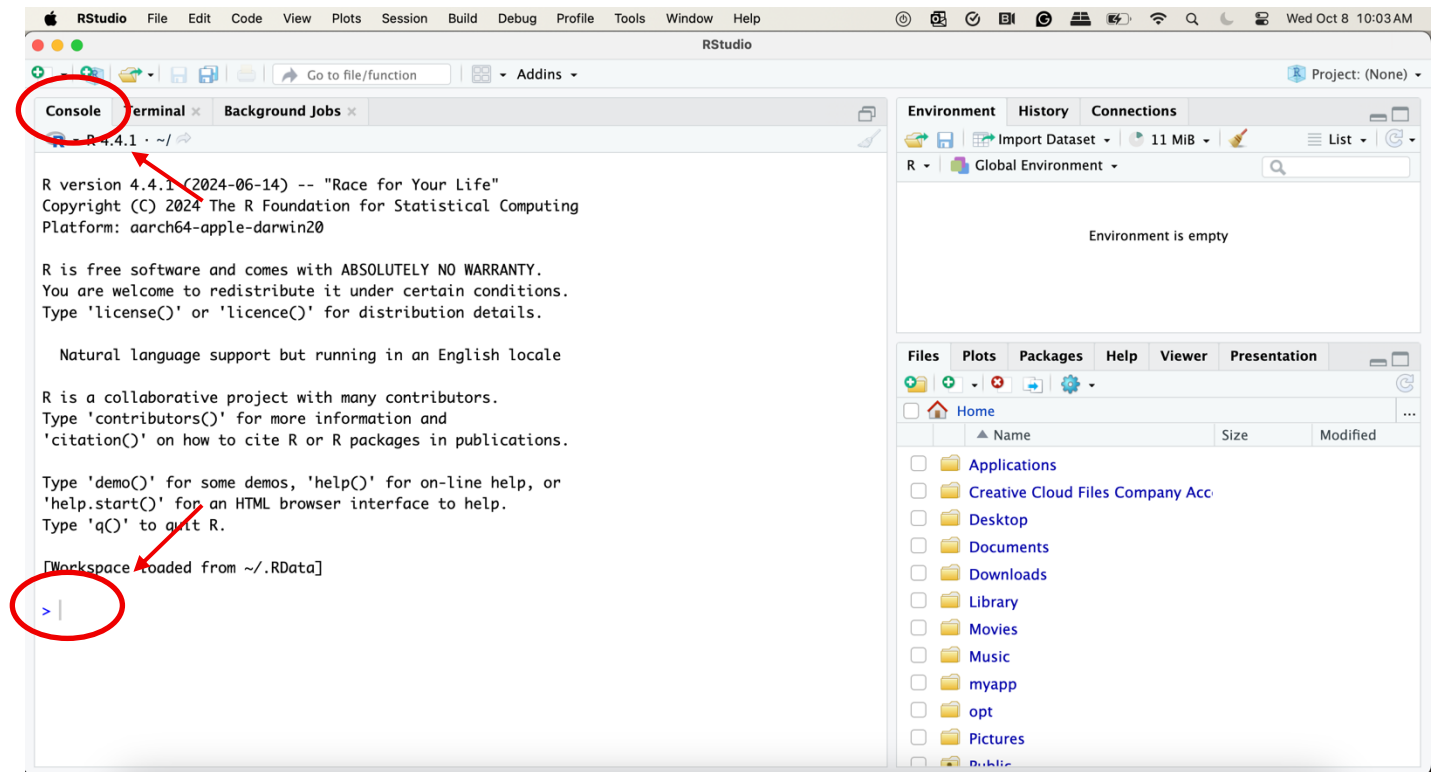 RStudio File Edit Code View Plots Session Build Debug Profile Tools Window Help Wed Oct 8 10:03 AM
RStudio
Go to file/function Addins Project: (None)
Console Terminal Background Jobs
R 4.4.1 · ~/
R version 4.4.1 (2024-06-14) -- "Race for Your Life"
Copyright (C) 2024 The R Foundation for Statistical Computing
Platform: aarch64-apple-darwin20
R is free software and comes with ABSOLUTELY NO WARRANTY.
You are welcome to redistribute it under certain conditions.
Type 'license()' or 'licence()' for distribution details.
Natural language support but running in an English locale
R is a collaborative project with many contributors.
Type 'contributors()' for more information and
'citation()' on how to cite R or R packages in publications.
Type 'demo()' for some demos, 'help()' for on-line help, or
'help.start()' for an HTML browser interface to help.
Type 'q()' to quit R.
[Workspace loaded from ~/.RData]
>
Environment History Connections
Import Dataset 11 MiB List
R Global Environment
Environment is empty
Files Plots Packages Help Viewer Presentation
Home ...
Name Size Modified
Applications
Creative Cloud Files Company Acc
Desktop
Documents
Downloads
Library
Movies
Music
myapp
opt
Pictures
Public